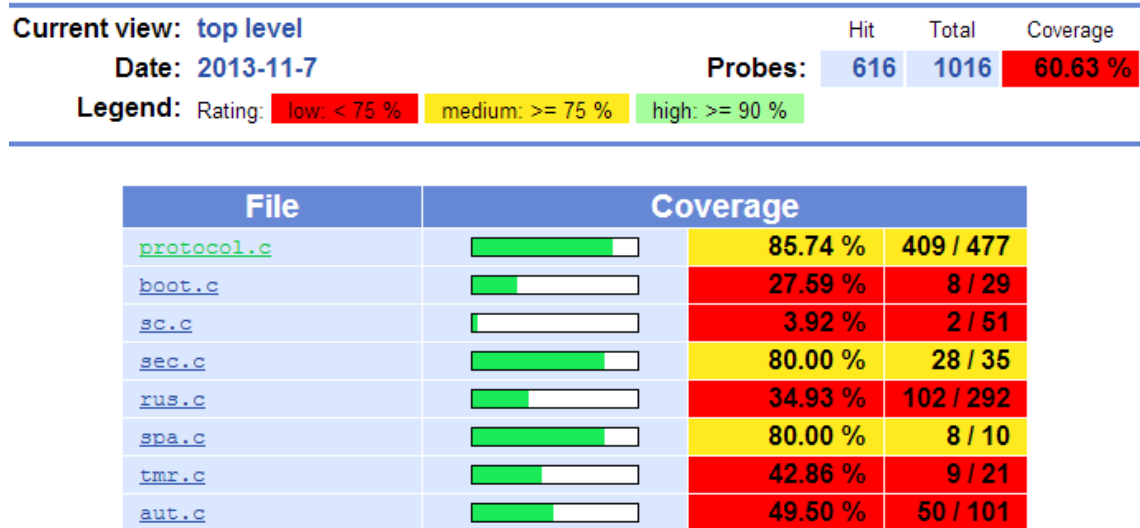 Current view: top level Hit Total Coverage
Date: 2013-11-7 Probes: 616 1016 60.63 %
Legend: Rating: low: < 75 % medium: >= 75 % high: >= 90 %
File Coverage
protocol.c 85.74 % 409 / 477
boot.c 27.59 % 8 / 29
sc.c 3.92 % 2 / 51
sec.c 80.00 % 28 / 35
rus.c 34.93 % 102 / 292
spa.c 80.00 % 8 / 10
tmr.c 42.86 % 9 / 21
aut.c 49.50 % 50 / 101